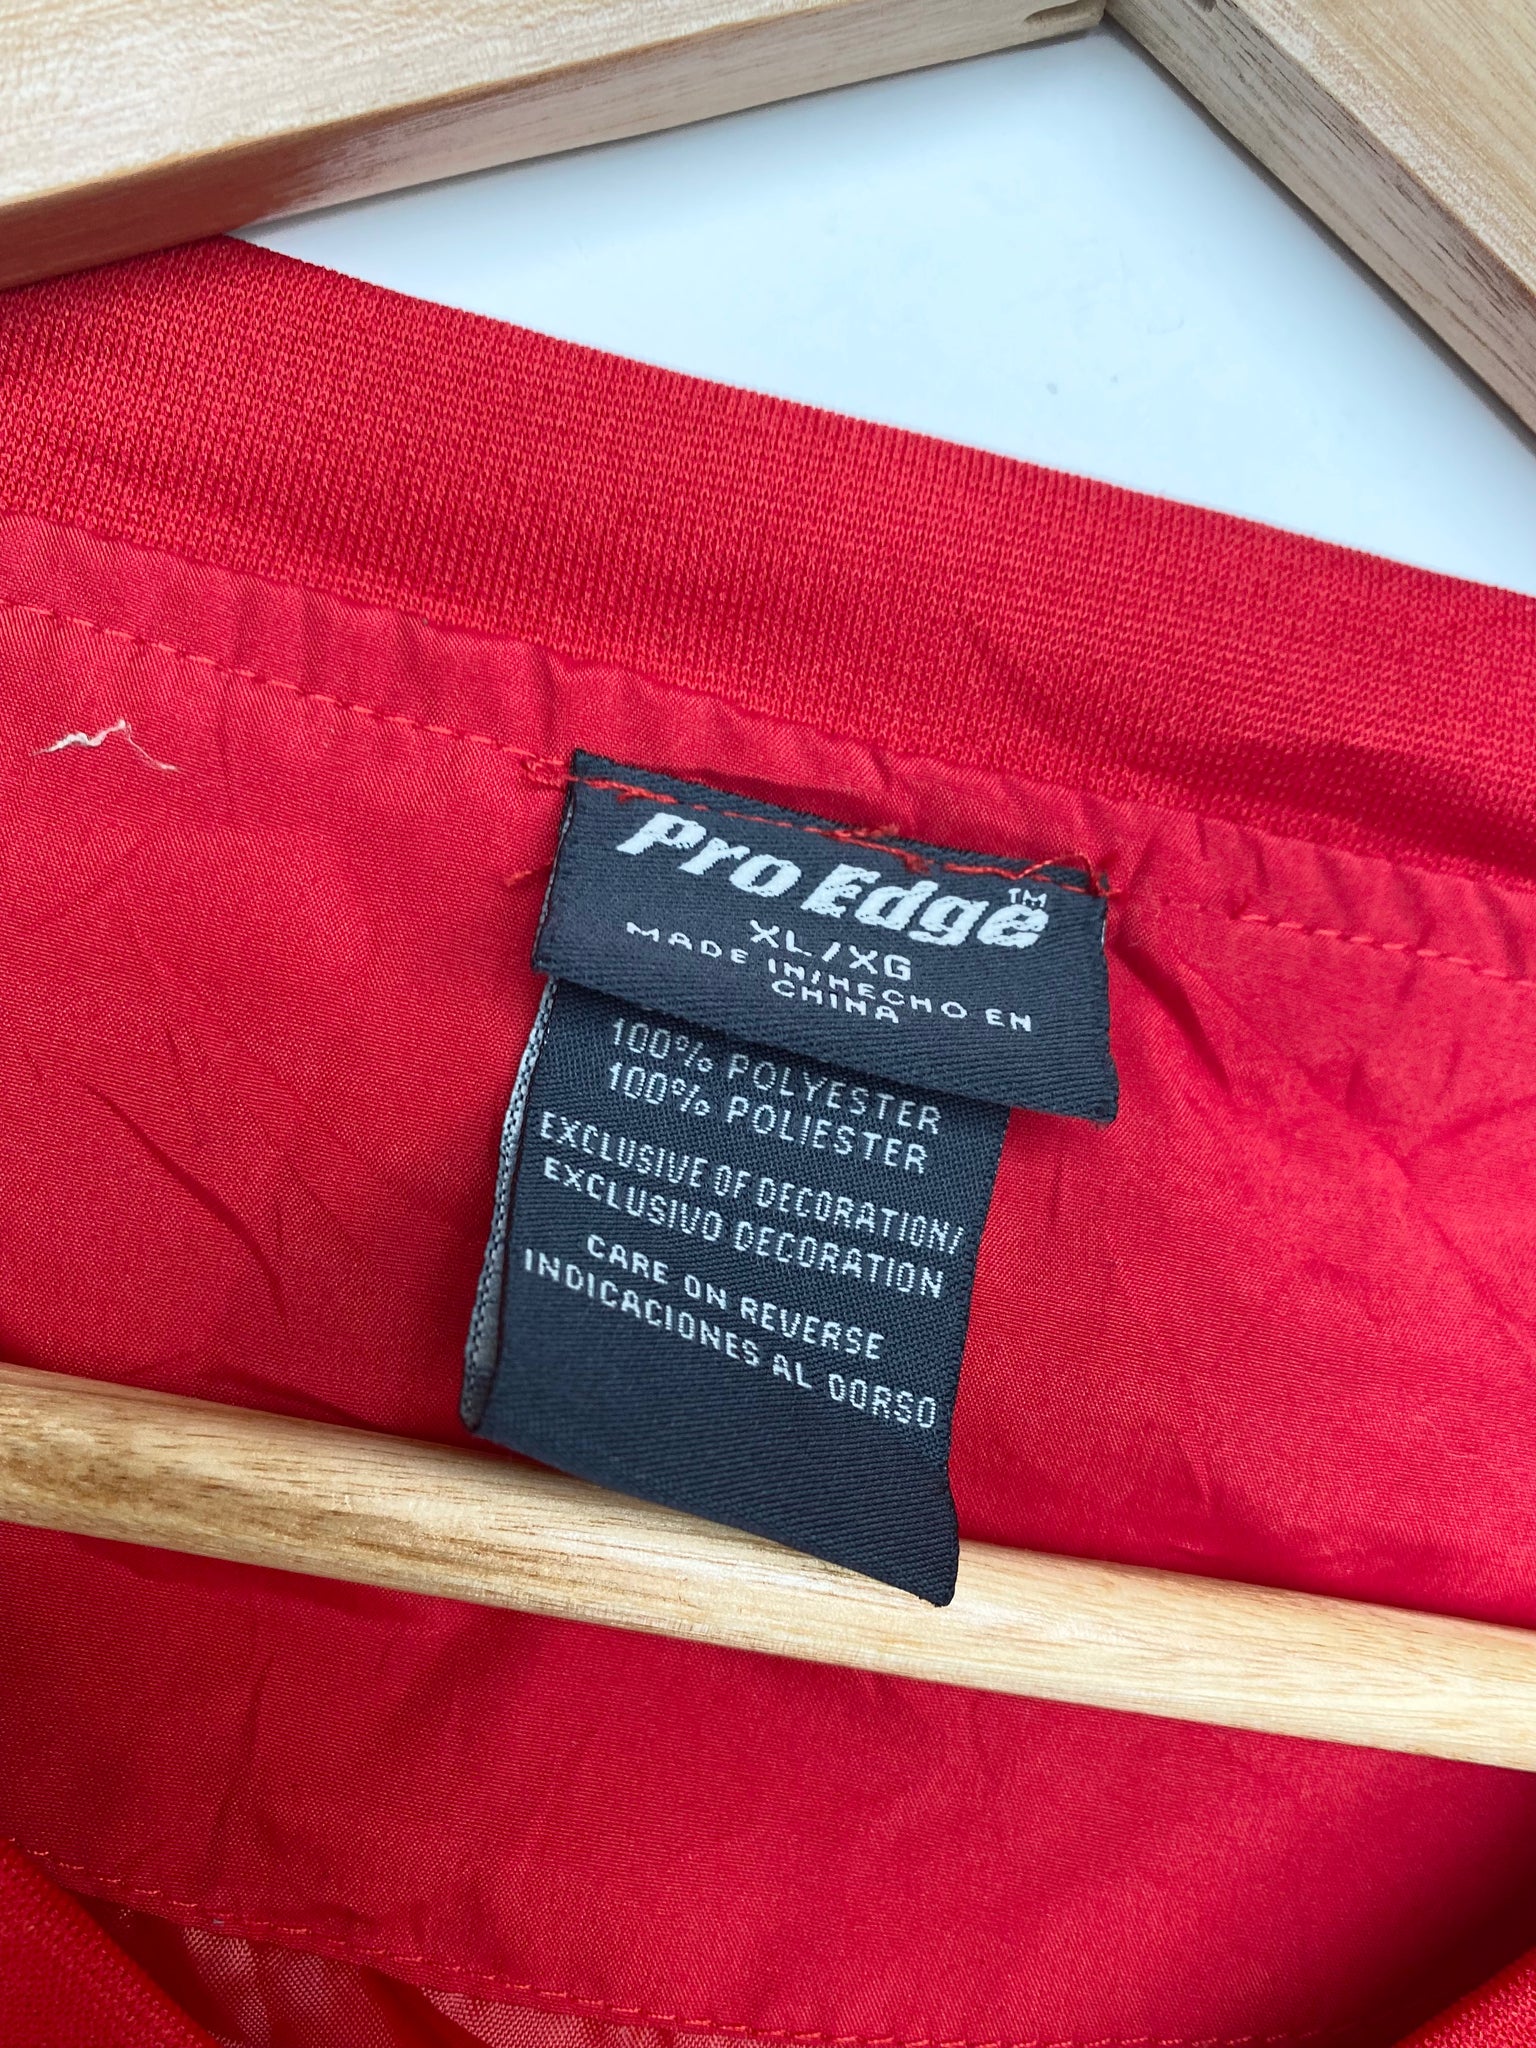 Pro Edge™
XL/XG
MADE IN/HECHO EN
CHINA
100% POLYESTER
100% POLIESTER
EXCLUSIVE OF DECORATION/
EXCLUSIVO DECORATION
CARE ON REVERSE
INDICACIONES AL DORSO